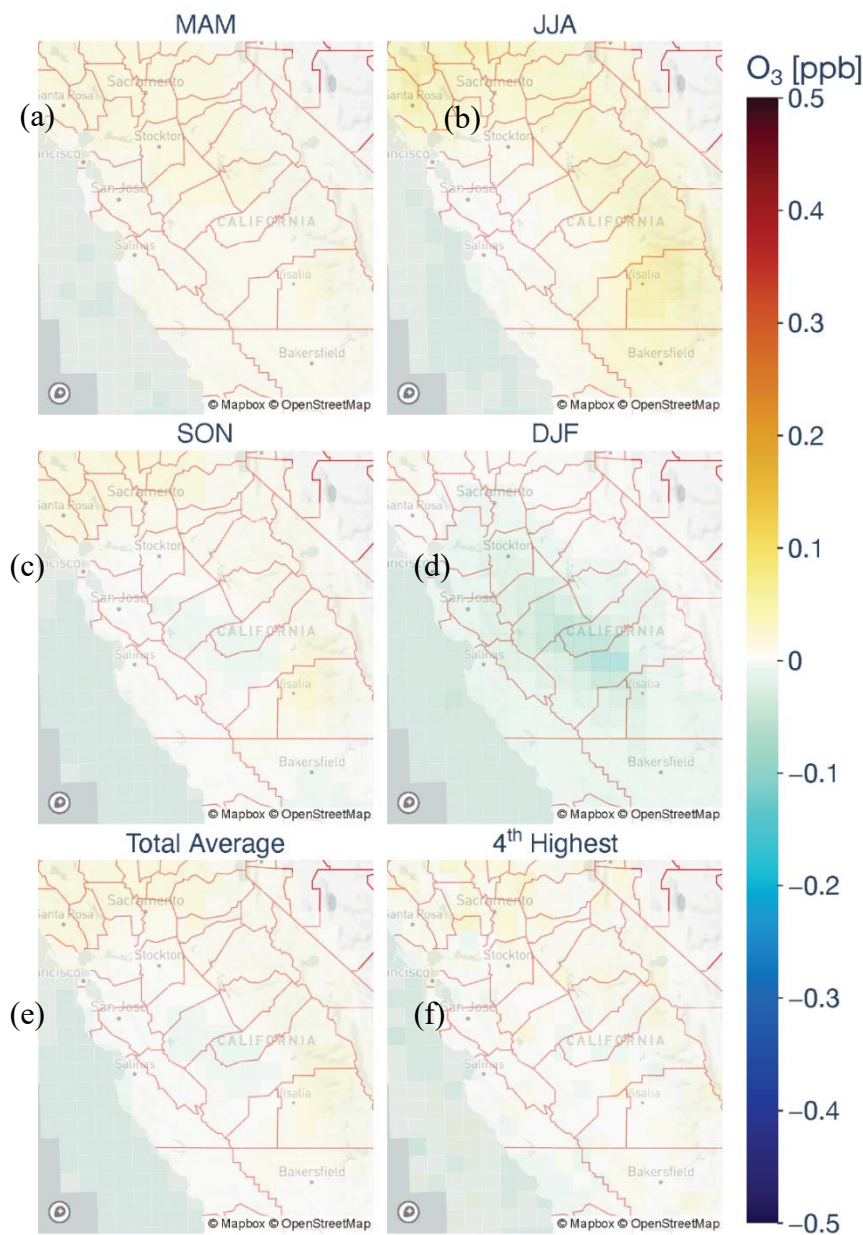 MAM
JJA
O₃ [ppb]
(a)
Sacramento
Santa Rosa
Stockton
ancisco
San Jose
CALIFORNIA
Salinas
Visalia
Bakersfield
© Mapbox © OpenStreetMap
(b)
Sacramento
Santa Rosa
Stockton
ancisco
San Jose
CALIFORNIA
Salinas
Visalia
Bakersfield
© Mapbox © OpenStreetMap
0.5
0.4
0.3
0.2
0.1
0
−0.1
−0.2
−0.3
−0.4
−0.5
SON
DJF
(c)
Sacramento
Santa Rosa
Stockton
ancisco
San Jose
CALIFORNIA
Salinas
Visalia
Bakersfield
© Mapbox © OpenStreetMap
(d)
Sacramento
Santa Rosa
Stockton
ancisco
San Jose
CALIFORNIA
Salinas
Visalia
Bakersfield
© Mapbox © OpenStreetMap
Total Average
4th Highest
(e)
Sacramento
Santa Rosa
Stockton
ancisco
San Jose
CALIFORNIA
Salinas
Visalia
Bakersfield
© Mapbox © OpenStreetMap
(f)
Sacramento
Santa Rosa
Stockton
ancisco
San Jose
CALIFORNIA
Salinas
Visalia
Bakersfield
© Mapbox © OpenStreetMap